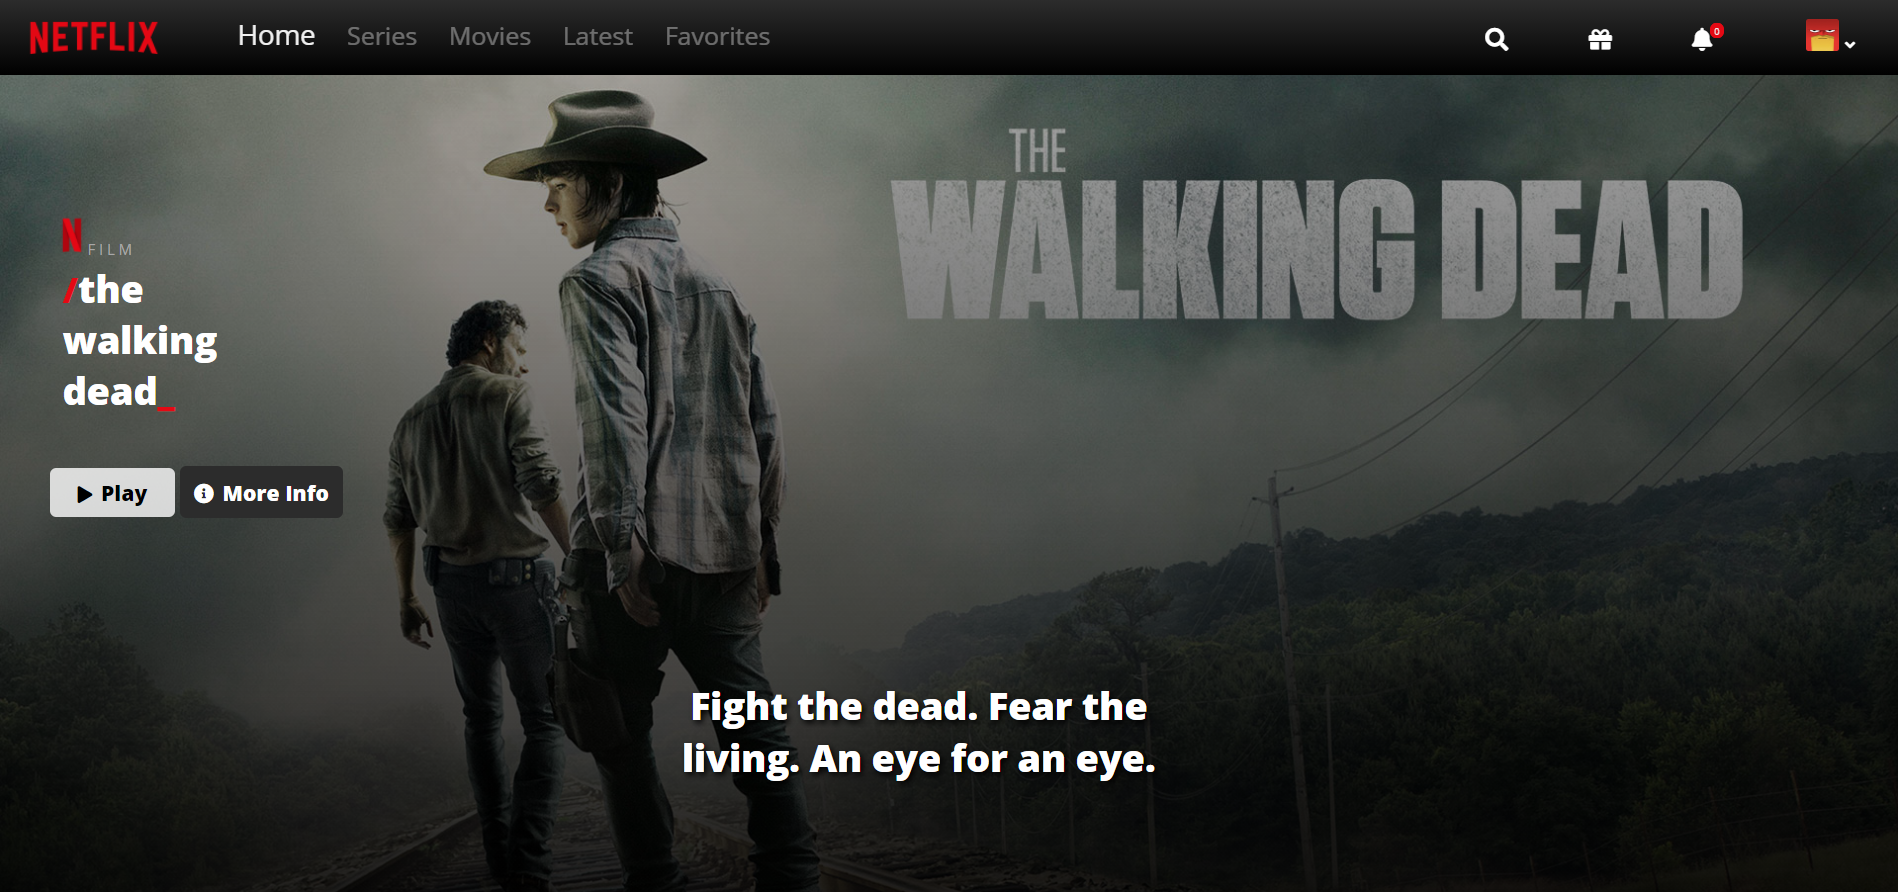 NETFLIX
Home Series Movies Latest Favorites
0
THE
WALKING DEAD
N FILM
/the
walking
dead_
Play More Info
Fight the dead. Fear the
living. An eye for an eye.